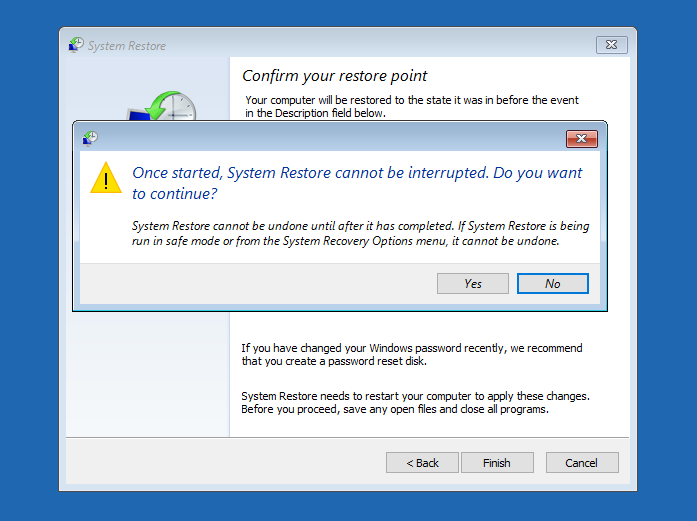 System Restore
Confirm your restore point
Your computer will be restored to the state it was in before the event
in the Description field below.
Once started, System Restore cannot be interrupted. Do you want
to continue?
System Restore cannot be undone until after it has completed. If System Restore is being
run in safe mode or from the System Recovery Options menu, it cannot be undone.
Yes No
If you have changed your Windows password recently, we recommend
that you create a password reset disk.
System Restore needs to restart your computer to apply these changes.
Before you proceed, save any open files and close all programs.
< Back Finish Cancel